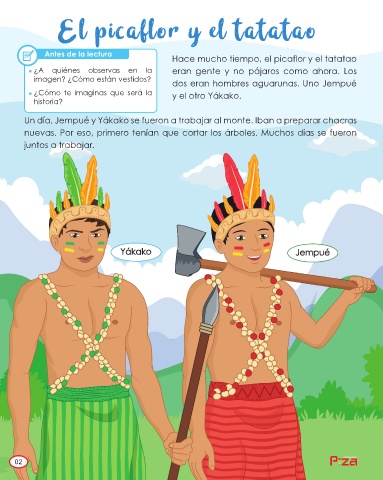 El picaflor y el tatatao
Antes de la lectura
• ¿A quiénes observas en la
imagen? ¿Cómo están vestidos?
• ¿Cómo te imaginas que será la
historia?
Hace mucho tiempo, el picaflor y el tatatao
eran gente y no pájaros como ahora. Los
dos eran hombres aguarunas. Uno Jempué
y el otro Yákako.
Un día, Jempué y Yákako se fueron a trabajar al monte. Iban a preparar chacras
nuevas. Por eso, primero tenían que cortar los árboles. Muchos días se fueron
juntos a trabajar.
Yákako
Jempué
02